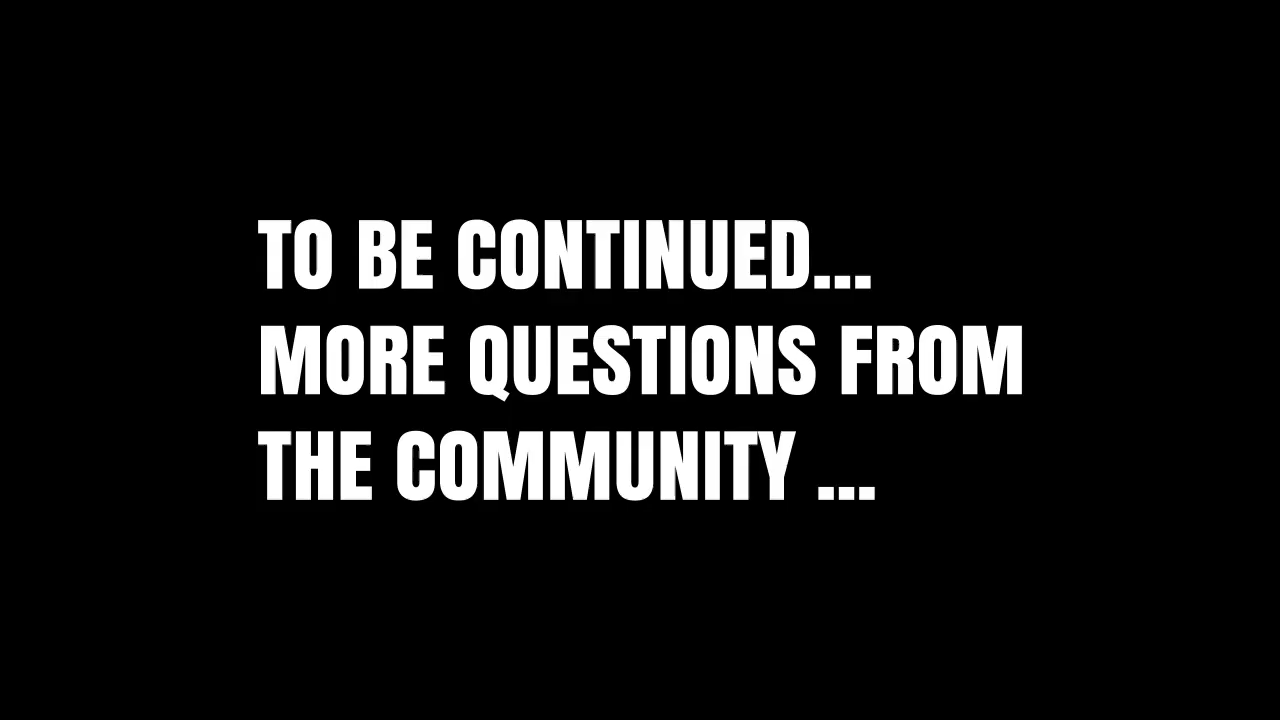 TO BE CONTINUED...
MORE QUESTIONS FROM
THE COMMUNITY ...